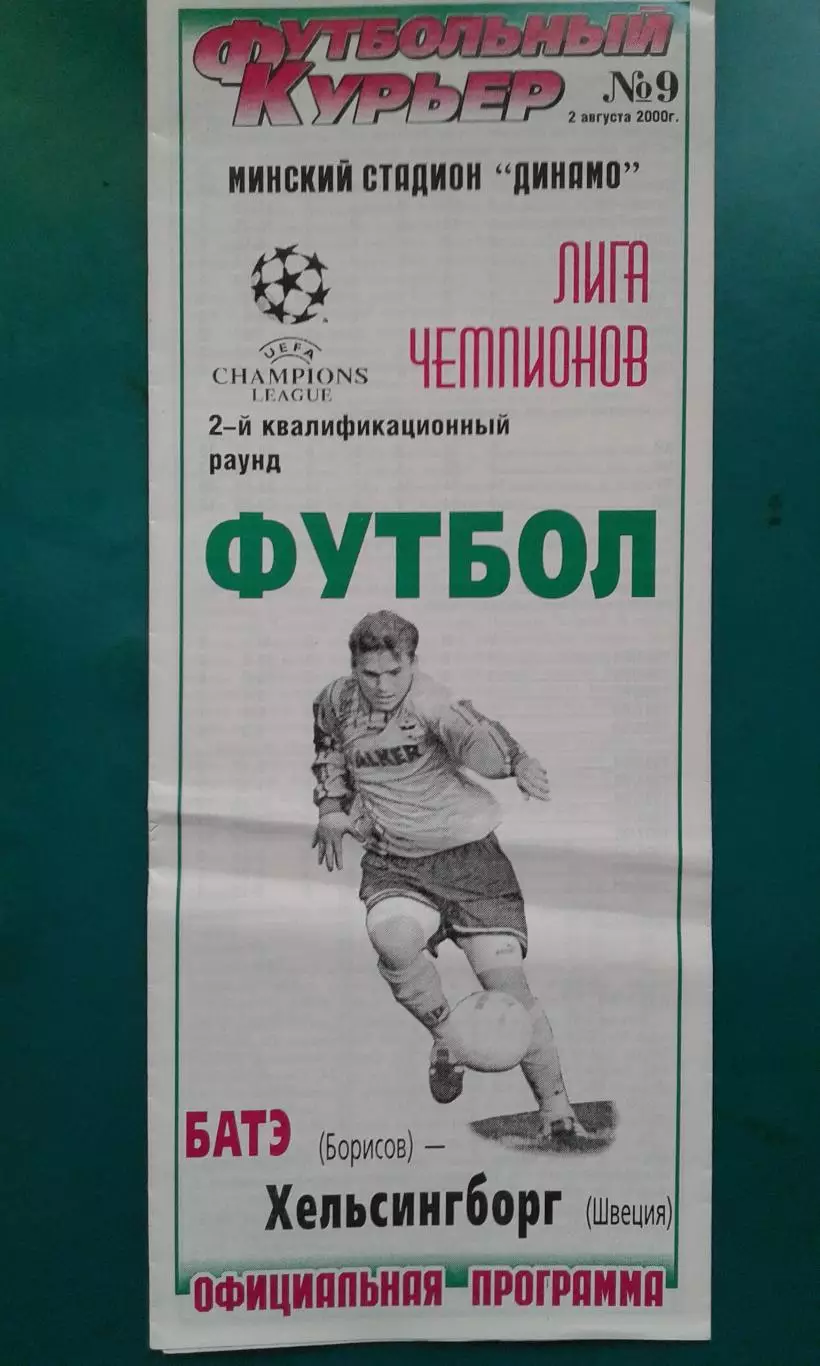 ФУТБОЛЬНЫЙ
КУРЬЕР №9
2 августа 2000г.
МИНСКИЙ СТАДИОН “ДИНАМО”
ЛИГА
ЧЕМПИОНОВ
UEFA
CHAMPIONS
LEAGUE
2-й квалификационный
раунд
ФУТБОЛ
ALKER
БАТЭ (Борисов) —
Хельсингборг (Швеция)
ОФИЦИАЛЬНАЯ ПРОГРАММА